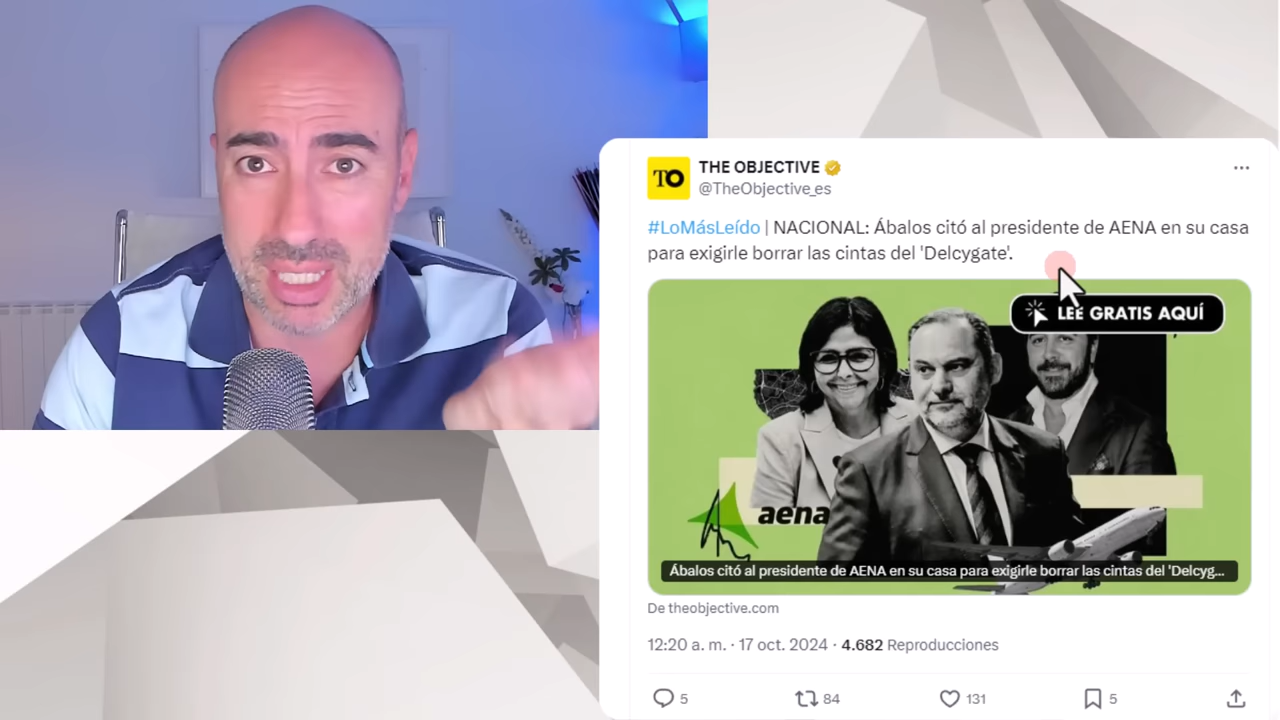 TO
THE OBJECTIVE
@TheObjective_es
#LoMásLeído | NACIONAL: Ábalos citó al presidente de AENA en su casa
para exigirle borrar las cintas del 'Delcygate'.
LEE GRATIS AQUÍ
aena
Ábalos citó al presidente de AENA en su casa para exigirle borrar las cintas del 'Delcyg...
De theobjective.com
12:20 a. m. · 17 oct. 2024 · 4.682 Reproducciones
5 84 131 5